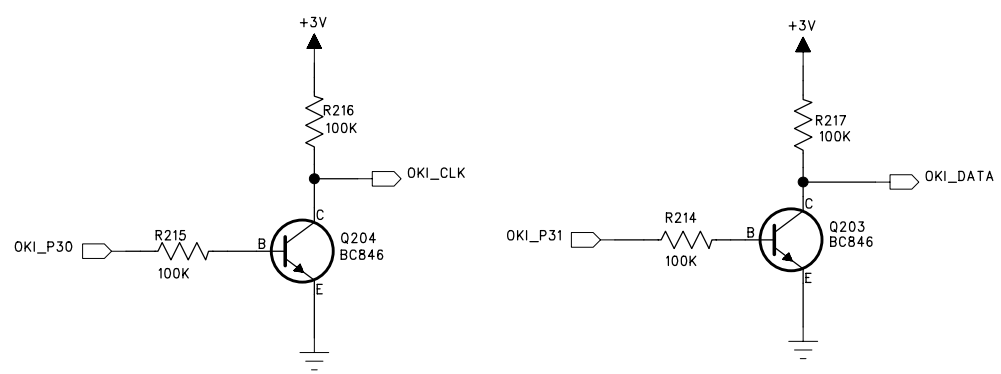 +3V
R216
100K
OKI_CLK
C
OKI_P30
R215
100K
B
Q204
BC846
E
+3V
R217
100K
OKI_DATA
C
OKI_P31
R214
100K
B
Q203
BC846
E